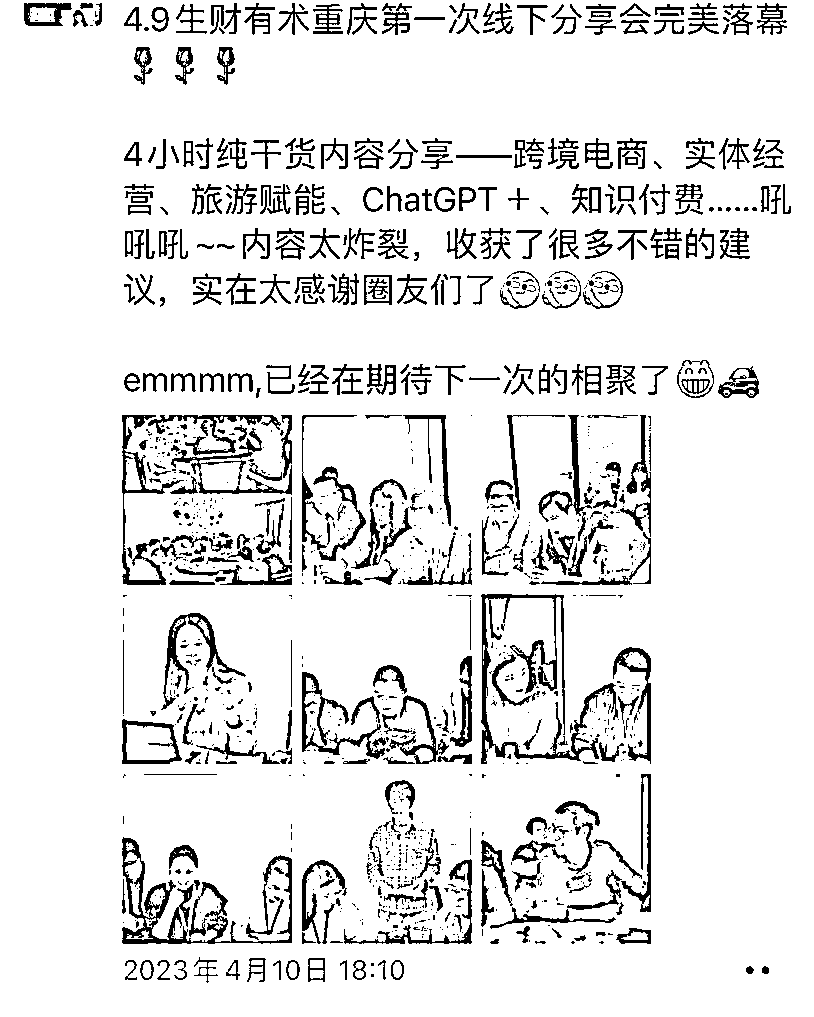 4.9生财有术重庆第一次线下分享会完美落幕
🌹🌹🌹
4小时纯干货内容分享——跨境电商、实体经
营、旅游赋能、ChatGPT＋、知识付费......吼
吼吼~~内容太炸裂，收获了很多不错的建
议，实在太感谢圈友们了
emmmm,已经在期待下一次的相聚了
2023年4月10日 18:10